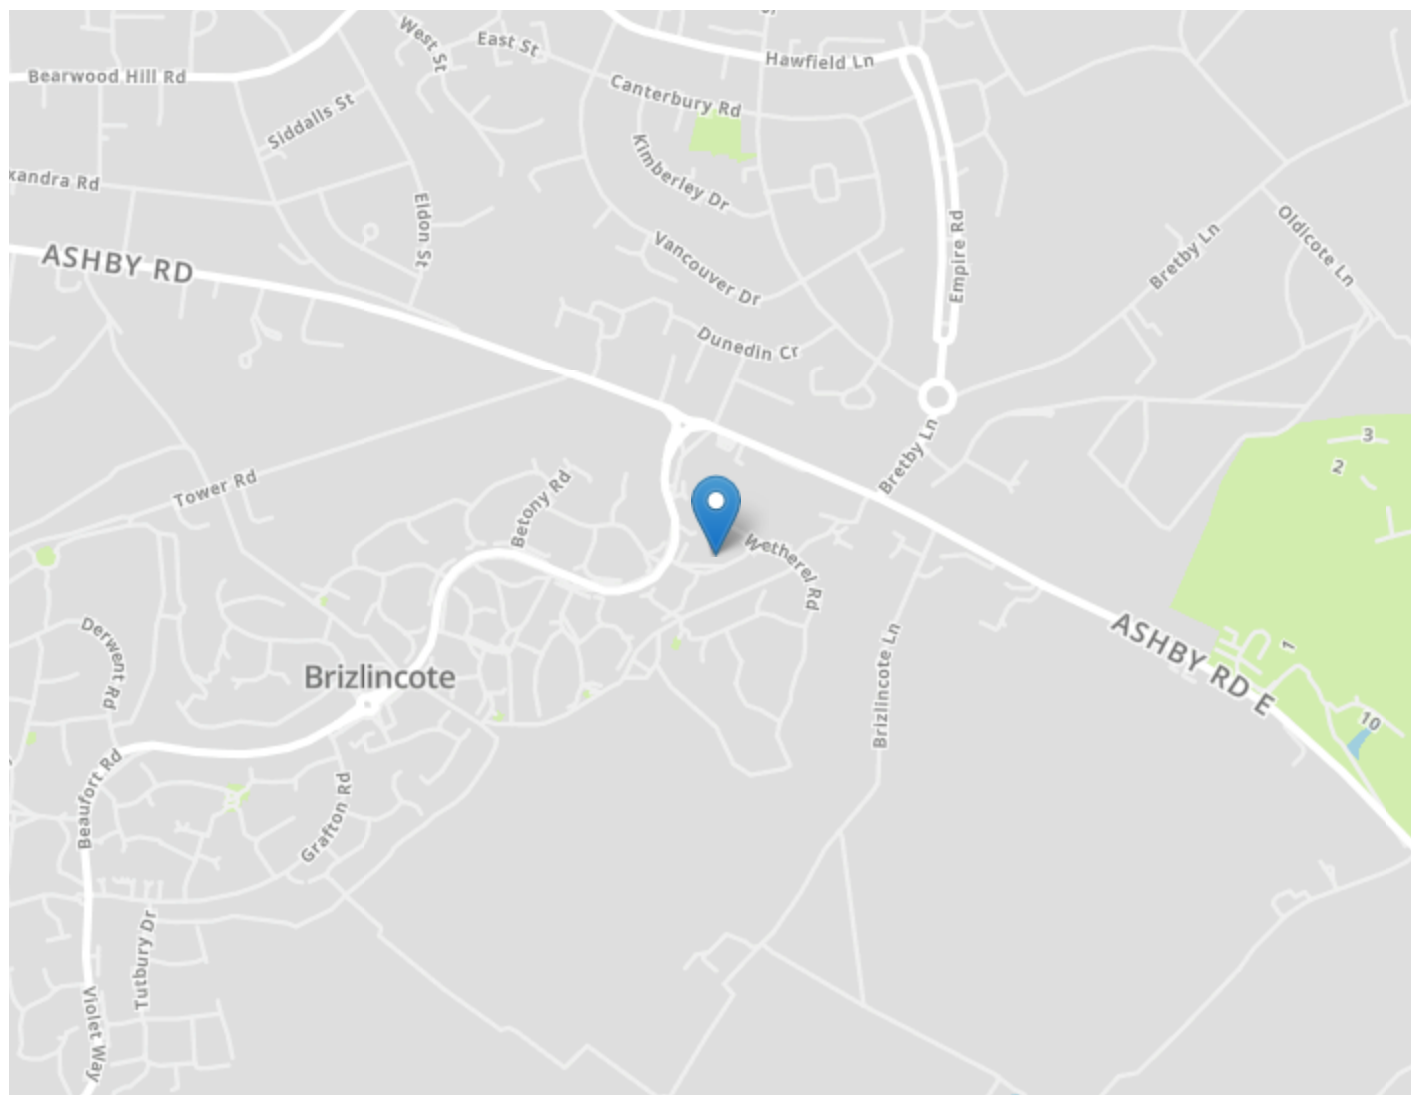 West St
East St
Hawfield Ln
Bearwood Hill Rd
Canterbury Rd
Siddalls St
Kimberley Dr
xandra Rd
Eldon St
Oldicote Ln
Bretby Ln
Empire Rd
Vancouver Dr
ASHBY RD
Dunedin Cr
Bretby Ln
3
2
Tower Rd
Betony Rd
Wetherel Rd
Derwent Rd
ASHBY RD E
1
Brizlincote
Brizlincote Ln
10
Beaufort Rd
Grafton Rd
Tutbury Dr
Violet Way